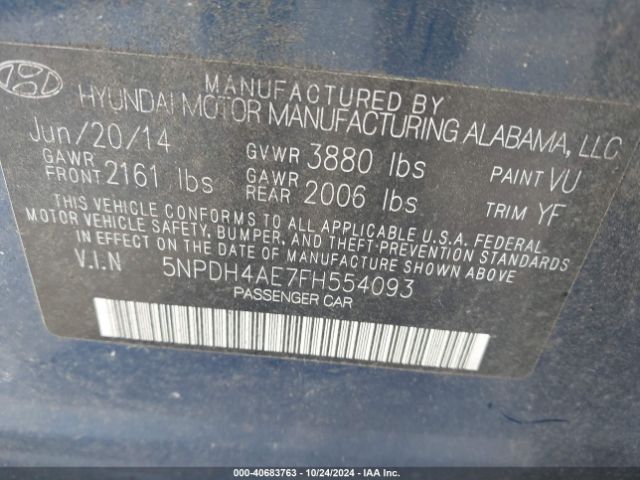 MANUFACTURED BY
HYUNDAI MOTOR MANUFACTURING ALABAMA, LLC
Jun/20/14 GVWR 3880 lbs PAINT VU
GAWR FRONT 2161 lbs GAWR REAR 2006 lbs TRIM YF
THIS VEHICLE CONFORMS TO ALL APPLICABLE U.S.A. FEDERAL
MOTOR VEHICLE SAFETY, BUMPER, AND THEFT-PREVENTION STANDARDS
IN EFFECT ON THE DATE OF MANUFACTURE SHOWN ABOVE.
V.I.N 5NPDH4AE7FH554093
PASSENGER CAR
000-40683763 | 10/24/2024 | IAA Inc.